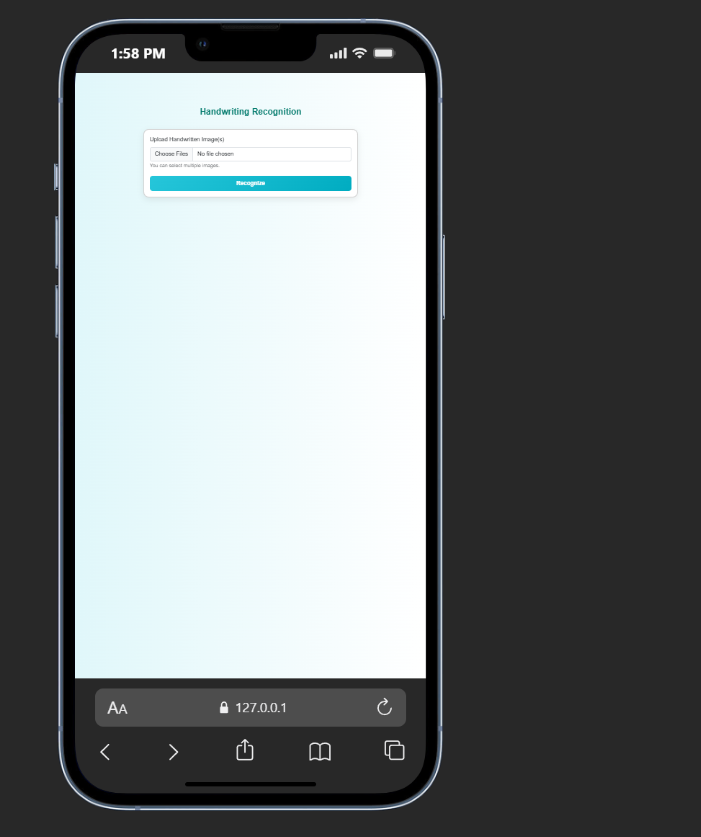 1:58 PM
Handwriting Recognition
Upload Handwritten Image(s)
Choose Files No file chosen
You can select multiple images.
Recognize
AA 127.0.0.1